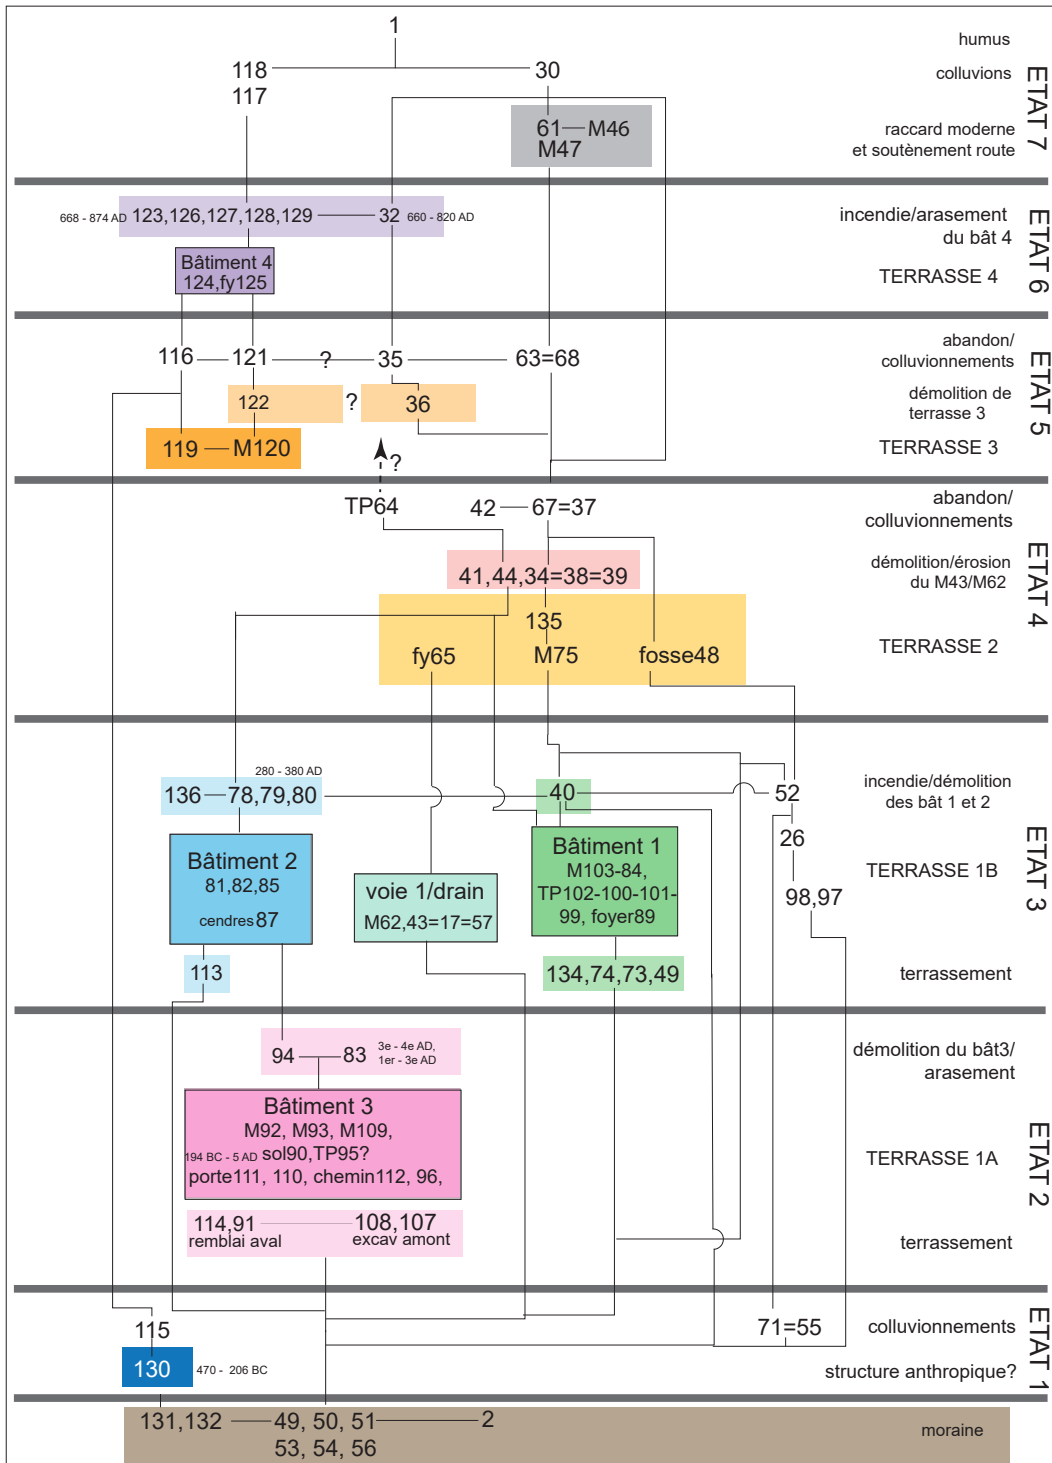 1
humus
118
30
colluvions
117
61
M46
M47
raccard moderne
et soutènement route
ETAT 7
668 - 874 AD
123,126,127,128,129
32
660 - 820 AD
incendie/arasement
du bât 4
Bâtiment 4
124,fy125
TERRASSE 4
ETAT 6
116
121
?
35
63=68
abandon/
colluvionnements
122
?
36
démolition de
terrasse 3
119
M120
TERRASSE 3
?
ETAT 5
TP64
42
67=37
abandon/
colluvionnements
41,44,34=38=39
démolition/érosion
du M43/M62
135
fy65
M75
fosse48
TERRASSE 2
ETAT 4
280 - 380 AD
136
78,79,80
40
52
incendie/démolition
des bât 1 et 2
26
Bâtiment 2
81,82,85
cendres87
voie 1/drain
M62,43=17=57
Bâtiment 1
M103-84,
TP102-100-101-
99, foyer89
98,97
TERRASSE 1B
113
134,74,73,49
terrassement
ETAT 3
94
83
3e - 4e AD,
1er - 3e AD
démolition du bât3/
arasement
Bâtiment 3
M92, M93, M109,
194 BC - 5 AD
sol90,TP95?
porte111, 110, chemin112, 96,
TERRASSE 1A
114,91
remblai aval
108,107
excav amont
terrassement
ETAT 2
115
71=55
colluvionnements
130
470 - 206 BC
structure anthropique?
ETAT 1
131,132
49, 50, 51
2
53, 54, 56
moraine